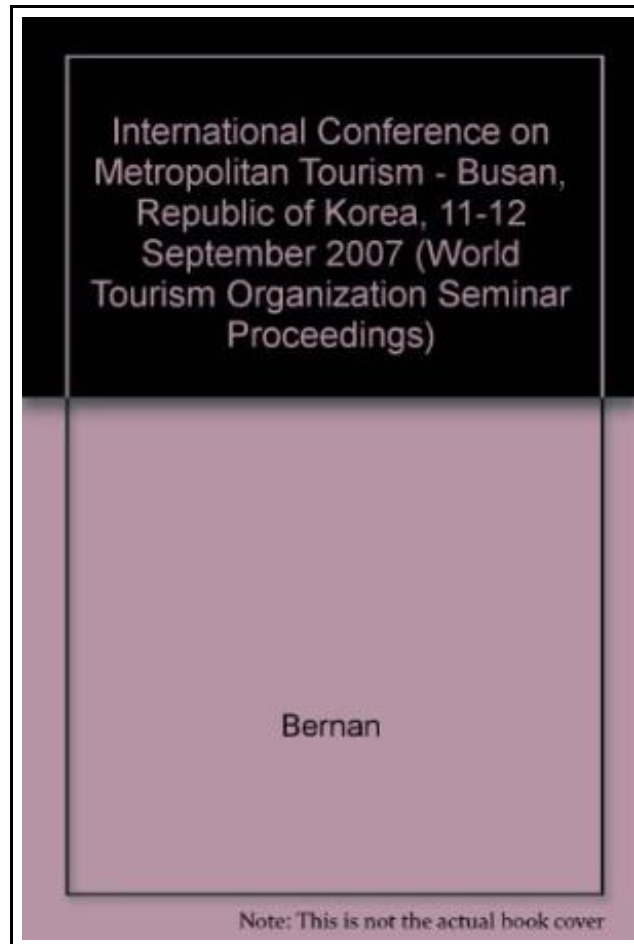 International Conference on
Metropolitan Tourism - Busan,
Republic of Korea, 11-12
September 2007 (World
Tourism Organization Seminar
Proceedings)
Bernan
Note: This is not the actual book cover